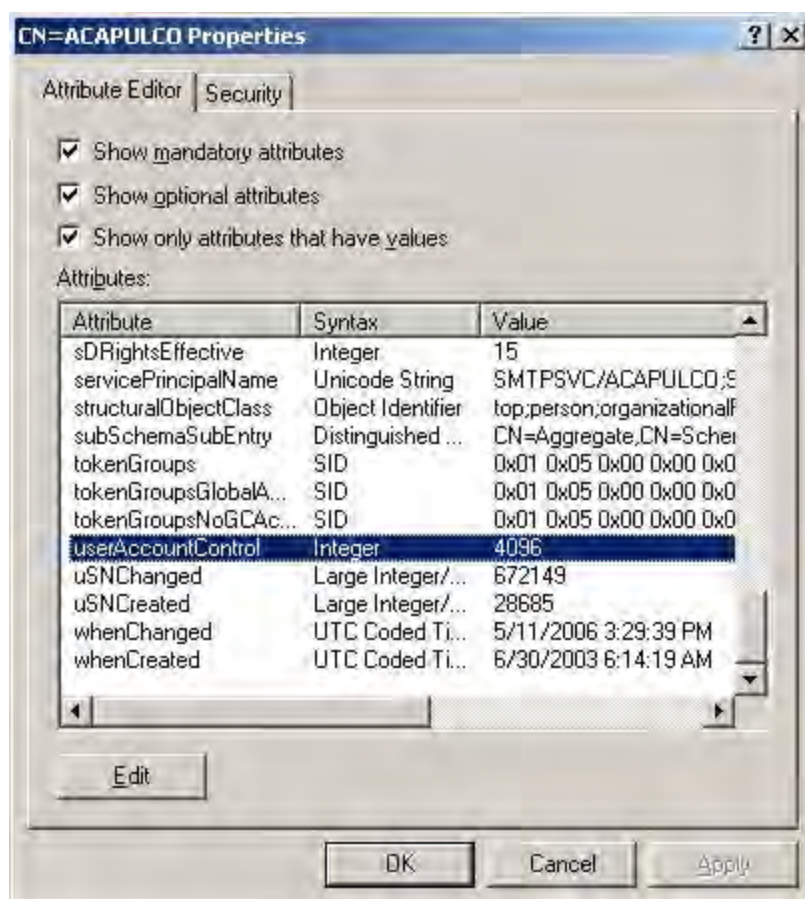 CN=ACAPULCO Properties
Attribute Editor Security
Show mandatory attributes
Show optional attributes
Show only attributes that have values
Attributes:
Attribute Syntax Value
sDRightsEffective Integer 15
servicePrincipalName Unicode String SMTPSVC/ACAPULCO;S
structuralObjectClass Object Identifier top;person;organizationalF
subSchemaSubEntry Distinguished ... CN=Aggregate,CN=Scher
tokenGroups SID 0x01 0x05 0x00 0x00 0x0
tokenGroupsGlobalA... SID 0x01 0x05 0x00 0x00 0x0
tokenGroupsNoGCAc... SID 0x01 0x05 0x00 0x00 0x0
userAccountControl Integer 4096
uSNChanged Large Integer/... 672149
uSNCreated Large Integer/... 28685
whenChanged UTC Coded Ti... 5/11/2006 3:29:39 PM
whenCreated UTC Coded Ti... 6/30/2003 6:14:19 AM
Edit
OK Cancel Apply